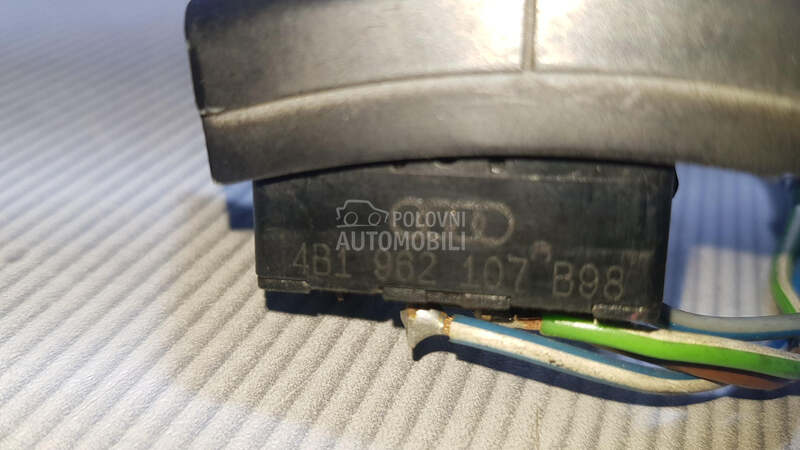 POLOVNI
AUTOMOBILI
4B1 962 107 B98